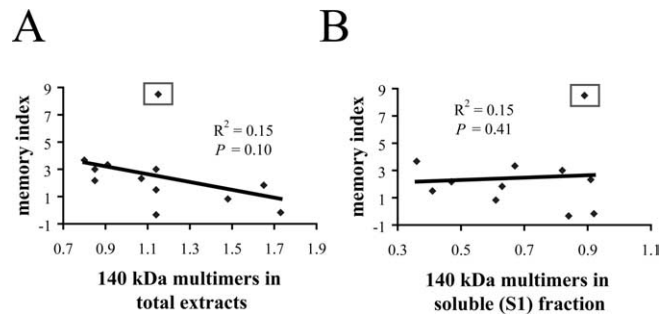 A
B
memory index
9
7
5
3
1
-1
R² = 0.15
P = 0.10
0.7 0.9 1.1 1.3 1.5 1.7 1.9
140 kDa multimers in
total extracts
memory index
9
7
5
3
1
-1
R² = 0.15
P = 0.41
0.3 0.5 0.7 0.9 1.1
140 kDa multimers in
soluble (S1) fraction